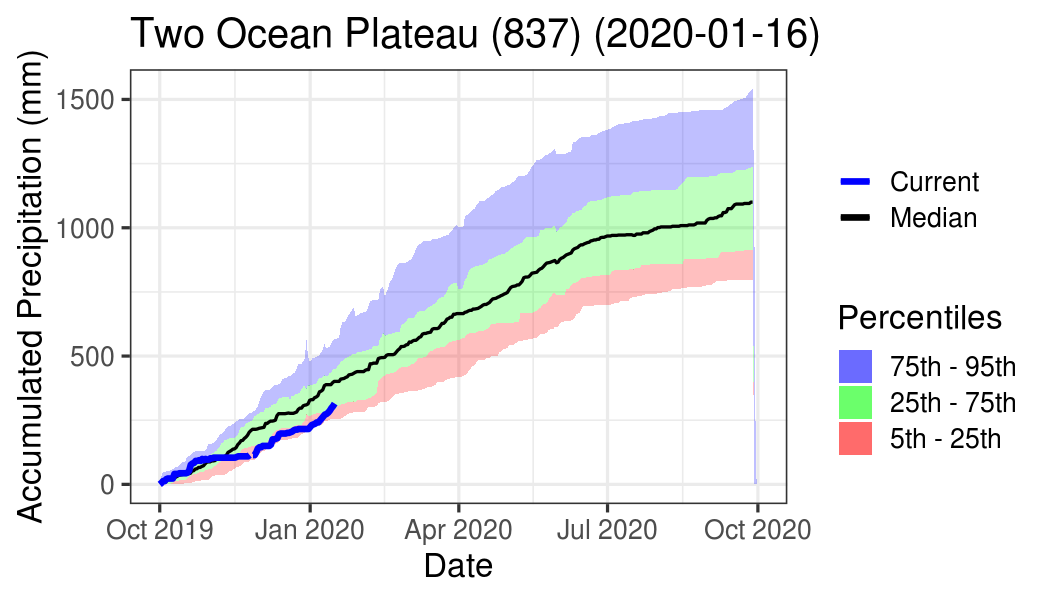 Two Ocean Plateau (837) (2020-01-16)
Accumulated Precipitation (mm)
1500
1000
500
0
Oct 2019
Jan 2020
Apr 2020
Jul 2020
Oct 2020
Date
Current
Median
Percentiles
75th - 95th
25th - 75th
5th - 25th